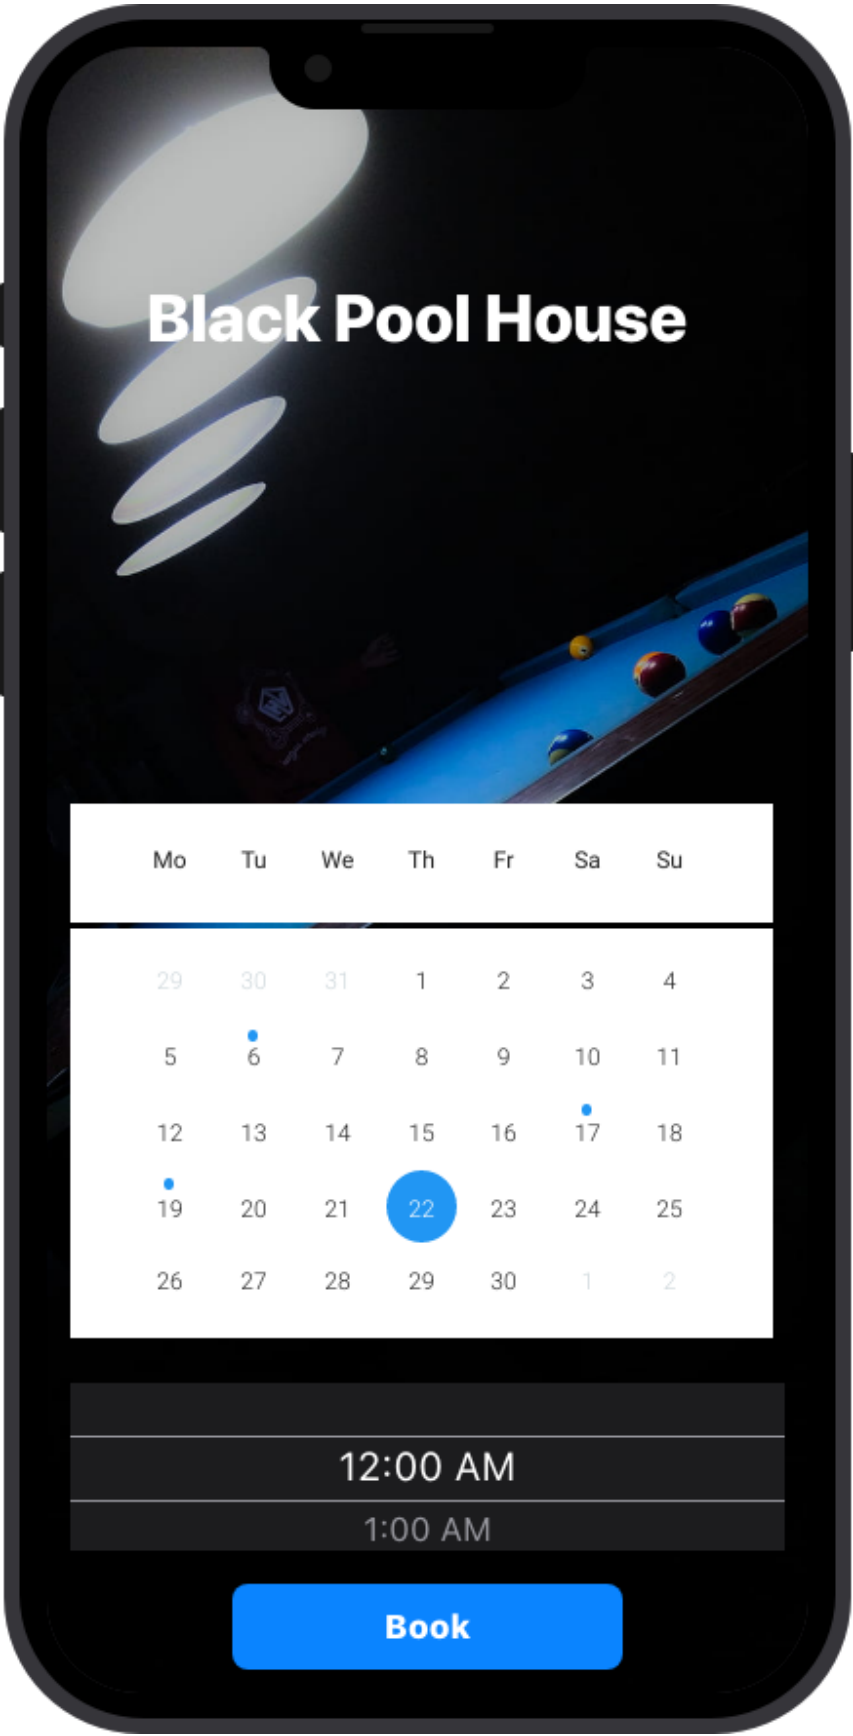 Black Pool House
Mo Tu We Th Fr Sa Su
29 30 31 1 2 3 4
5 6 7 8 9 10 11
12 13 14 15 16 17 18
19 20 21 22 23 24 25
26 27 28 29 30 1 2
12:00 AM
1:00 AM
Book